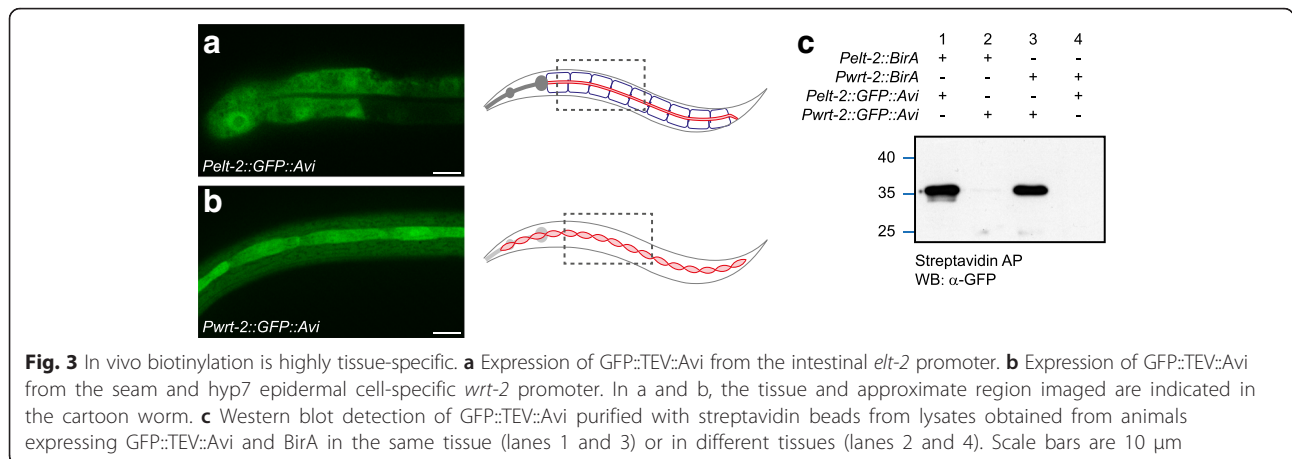 a
Pelt-2::GFP::Avi
b
Pwrt-2::GFP::Avi
c
1 2 3 4
Pelt-2::BirA + + - -
Pwrt-2::BirA - - + +
Pelt-2::GFP::Avi + - - +
Pwrt-2::GFP::Avi - + + -
40
35
25
Streptavidin AP
WB: α-GFP
Fig. 3 In vivo biotinylation is highly tissue-specific. a Expression of GFP::TEV::Avi from the intestinal elt-2 promoter. b Expression of GFP::TEV::Avi
from the seam and hyp7 epidermal cell-specific wrt-2 promoter. In a and b, the tissue and approximate region imaged are indicated in
the cartoon worm. c Western blot detection of GFP::TEV::Avi purified with streptavidin beads from lysates obtained from animals
expressing GFP::TEV::Avi and BirA in the same tissue (lanes 1 and 3) or in different tissues (lanes 2 and 4). Scale bars are 10 μm